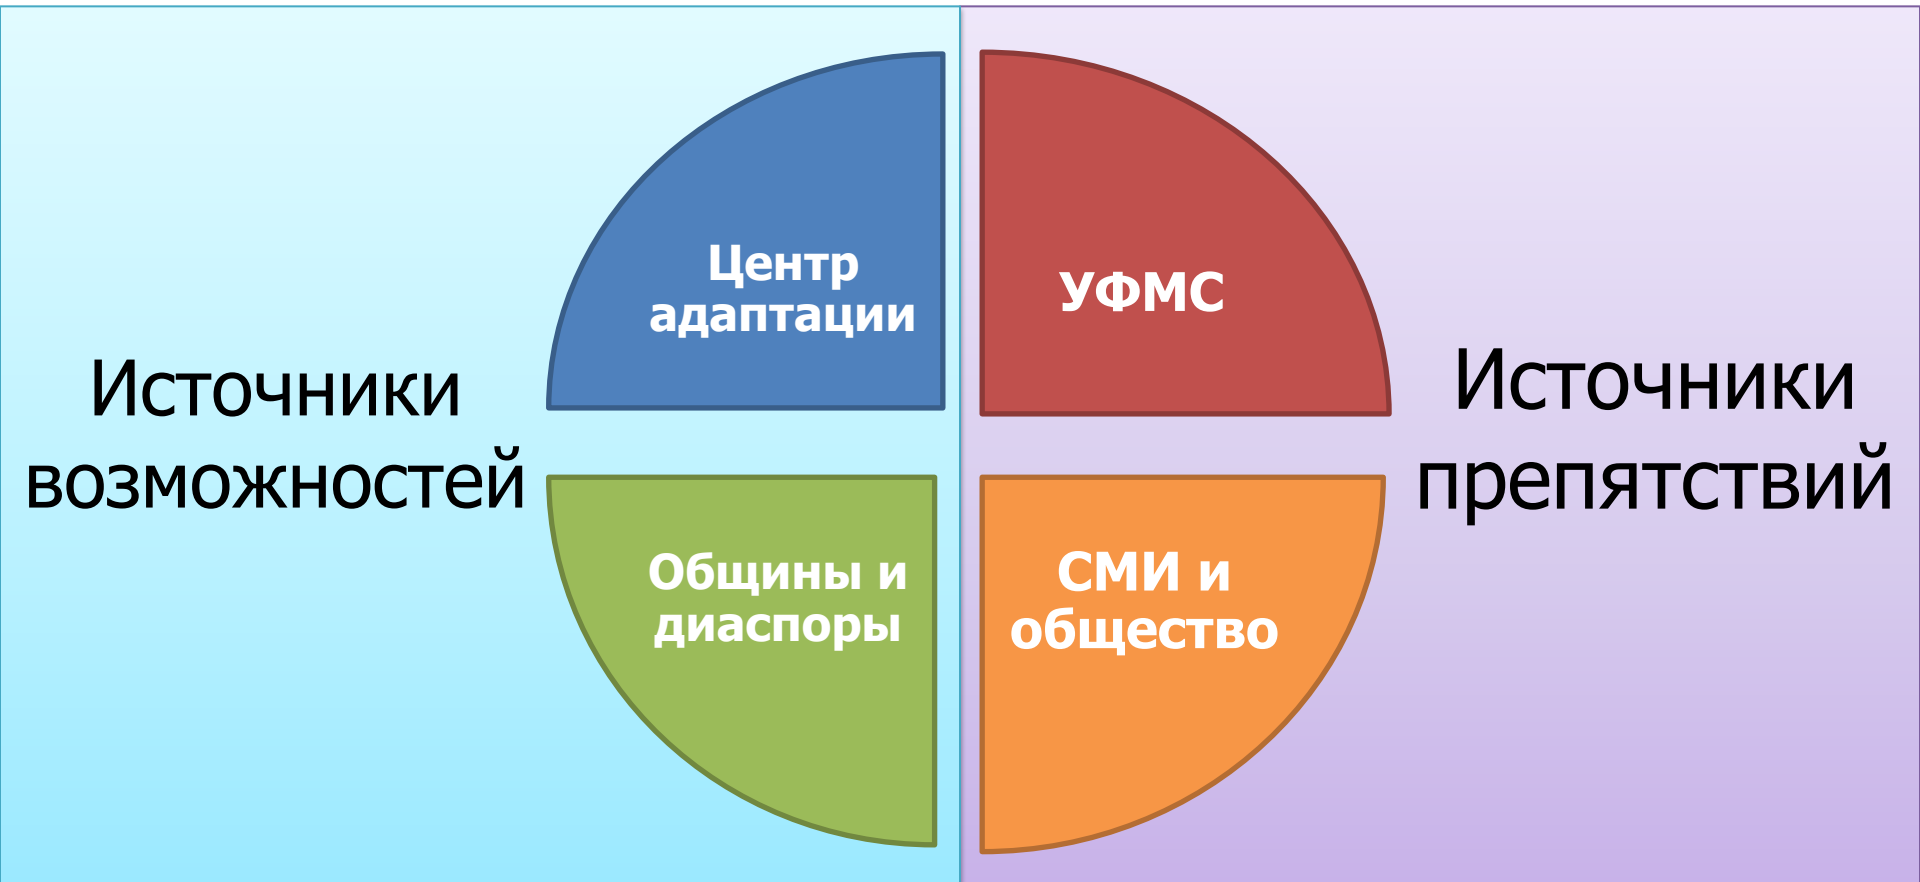 Источники
возможностей
Центр
адаптации
Общины и
диаспоры
УФМС
СМИ и
общество
Источники
препятствий